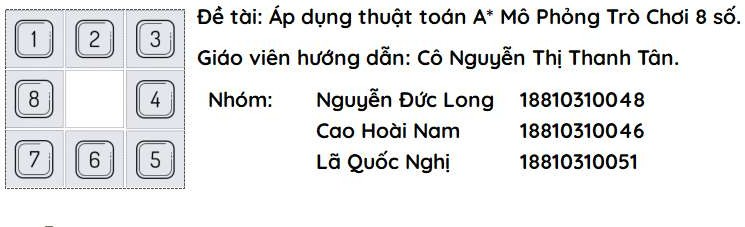 1 2 3
8 4
7 6 5
Đề tài: Áp dụng thuật toán A* Mô Phỏng Trò Chơi 8 số.
Giáo viên hướng dẫn: Cô Nguyễn Thị Thanh Tân.
Nhóm: Nguyễn Đức Long 18810310048
Cao Hoài Nam 18810310046
Lã Quốc Nghị 18810310051